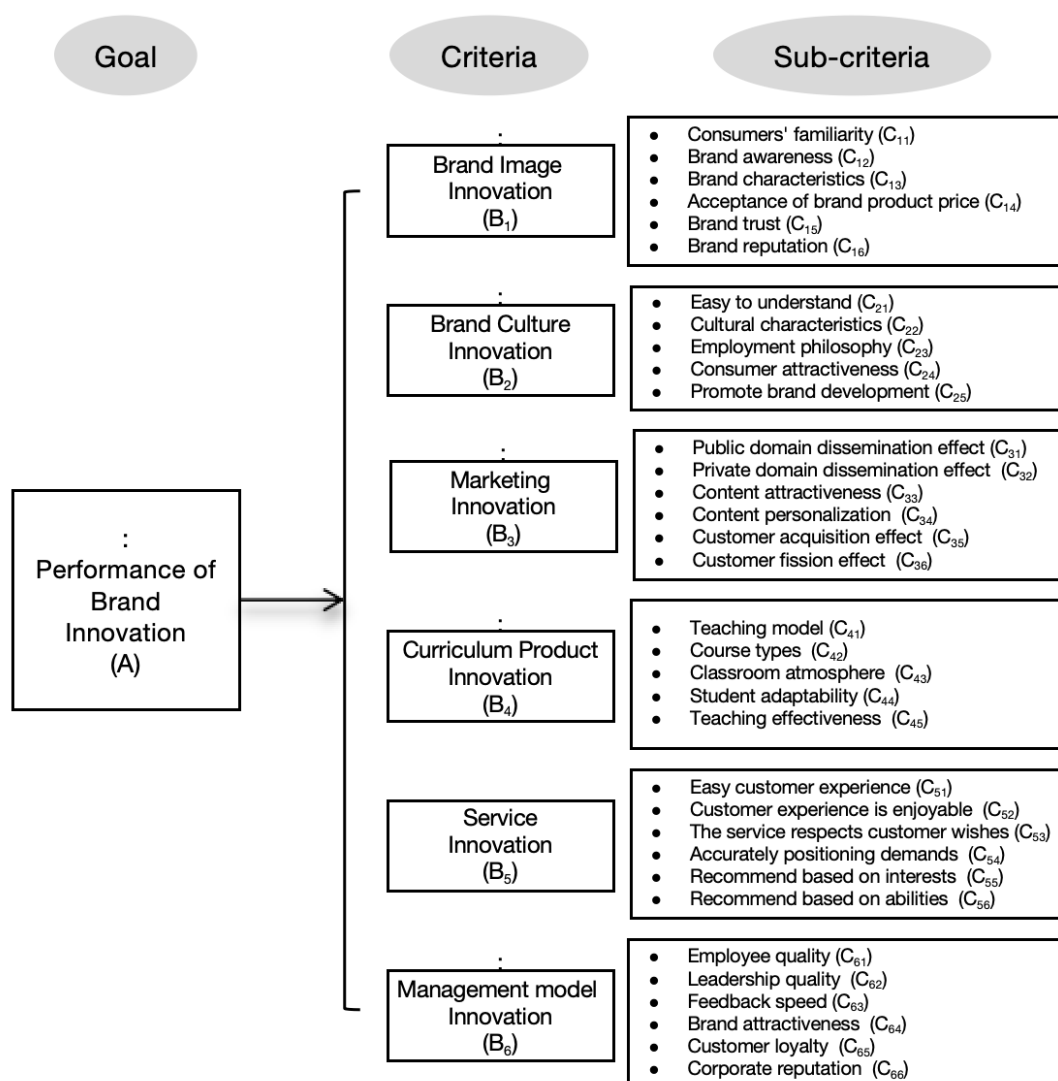 Goal
Criteria
Sub-criteria
:
Performance of
Brand
Innovation
(A)
:
Brand Image
Innovation
(B₁)
• Consumers' familiarity (C₁₁)
• Brand awareness (C₁₂)
• Brand characteristics (C₁₃)
• Acceptance of brand product price (C₁₄)
• Brand trust (C₁₅)
• Brand reputation (C₁₆)
:
Brand Culture
Innovation
(B₂)
• Easy to understand (C₂₁)
• Cultural characteristics (C₂₂)
• Employment philosophy (C₂₃)
• Consumer attractiveness (C₂₄)
• Promote brand development (C₂₅)
:
Marketing
Innovation
(B₃)
• Public domain dissemination effect (C₃₁)
• Private domain dissemination effect (C₃₂)
• Content attractiveness (C₃₃)
• Content personalization (C₃₄)
• Customer acquisition effect (C₃₅)
• Customer fission effect (C₃₆)
:
Curriculum Product
Innovation
(B₄)
• Teaching model (C₄₁)
• Course types (C₄₂)
• Classroom atmosphere (C₄₃)
• Student adaptability (C₄₄)
• Teaching effectiveness (C₄₅)
:
Service
Innovation
(B₅)
• Easy customer experience (C₅₁)
• Customer experience is enjoyable (C₅₂)
• The service respects customer wishes (C₅₃)
• Accurately positioning demands (C₅₄)
• Recommend based on interests (C₅₅)
• Recommend based on abilities (C₅₆)
:
Management model
Innovation
(B₆)
• Employee quality (C₆₁)
• Leadership quality (C₆₂)
• Feedback speed (C₆₃)
• Brand attractiveness (C₆₄)
• Customer loyalty (C₆₅)
• Corporate reputation (C₆₆)